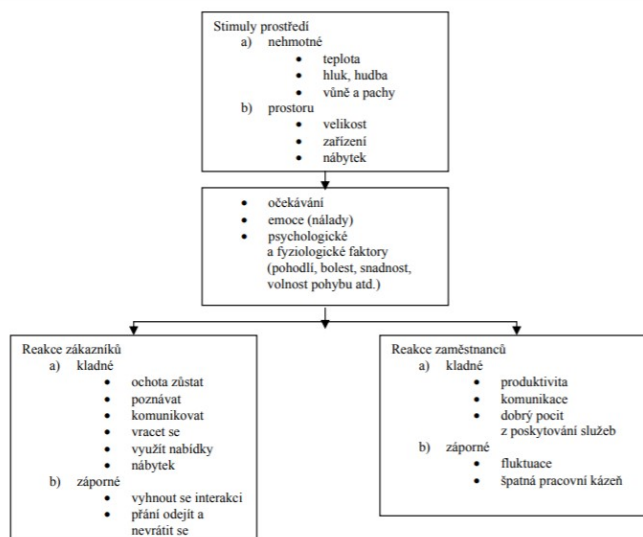 Stimuly prostředí
a) nehmotné
• teplota
• hluk, hudba
• vůně a pachy
b) prostoru
• velikost
• zařízení
• nábytek
• očekávání
• emoce (nálady)
• psychologické
a fyziologické faktory
(pohodlí, bolest, snadnost,
volnost pohybu atd.)
Reakce zákazníků
a) kladné
• ochota zůstat
• poznávat
• komunikovat
• vracet se
• využít nabídky
• nábytek
b) záporné
• vyhnout se interakci
• přání odejít a
nevrátit se
Reakce zaměstnanců
a) kladné
• produktivita
• komunikace
• dobrý pocit
z poskytování služeb
b) záporné
• fluktuace
• špatná pracovní kázeň